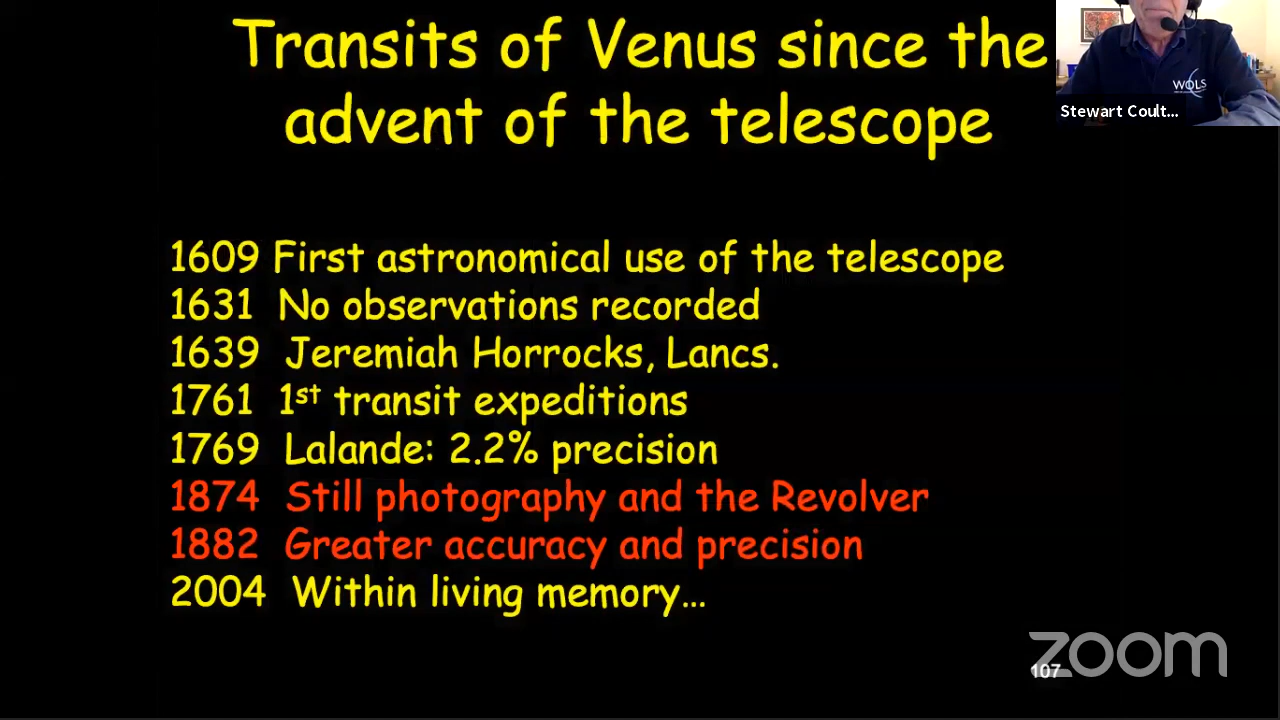 Transits of Venus since the
advent of the telescope
WOLS
Stewart Coult...
1609 First astronomical use of the telescope
1631 No observations recorded
1639 Jeremiah Horrocks, Lancs.
1761 1st transit expeditions
1769 Lalande: 2.2% precision
1874 Still photography and the Revolver
1882 Greater accuracy and precision
2004 Within living memory...
zoom
107